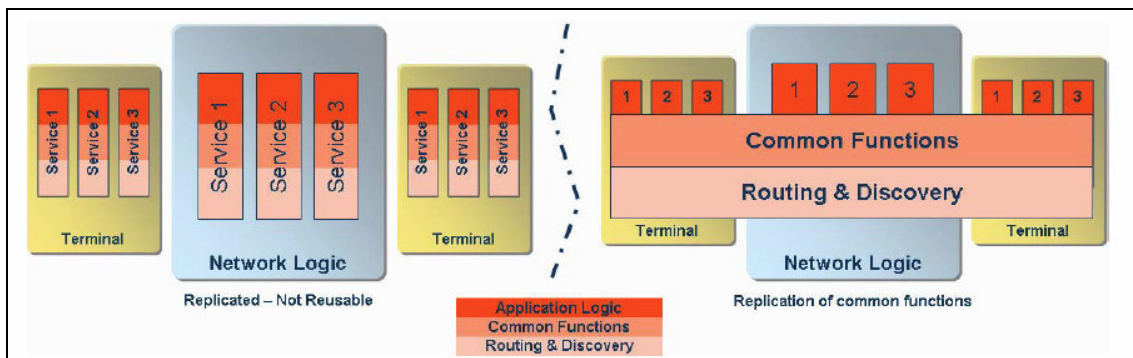 Service 1
Service 2
Service 3
Terminal
Service 1
Service 2
Service 3
Network Logic
Service 1
Service 2
Service 3
Terminal
Replicated – Not Reusable
1 2 3
1 2 3
1 2 3
Common Functions
Routing & Discovery
Terminal
Network Logic
Terminal
Replication of common functions
Application Logic
Common Functions
Routing & Discovery